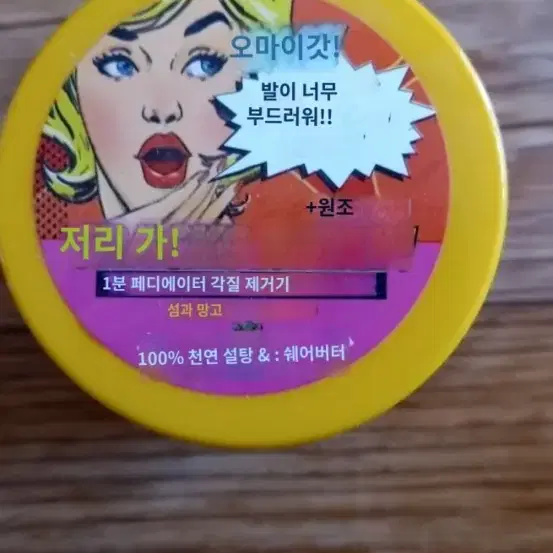 오마이갓!
발이 너무
부드러워!!
+원조
저리 가!
1분 페디에이터 각질 제거기
섬과 망고
100% 천연 설탕 & : 쉐어버터